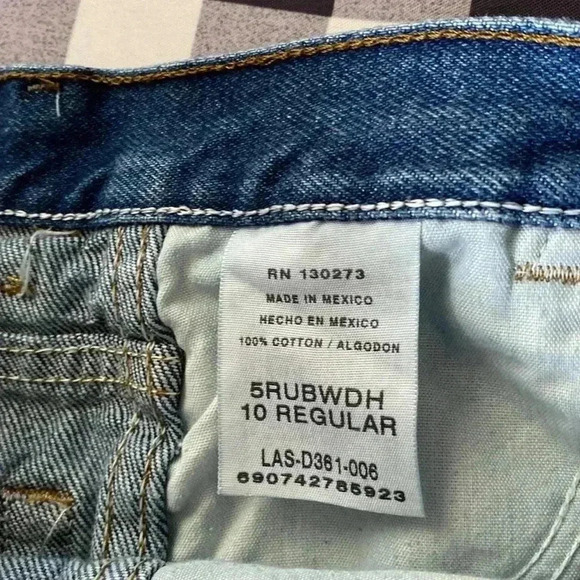 RN 130273
MADE IN MEXICO
HECHO EN MEXICO
100% COTTON / ALGODON
5RUBWDH
10 REGULAR
LAS-D361-006
690742785923